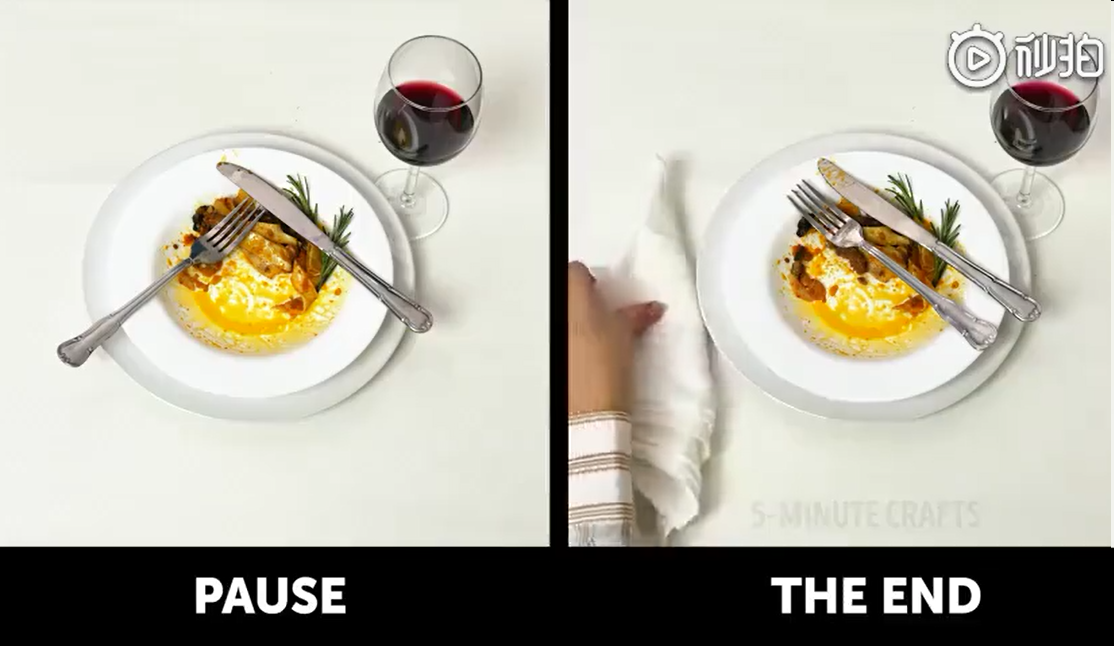 秒拍
5-MINUTE CRAFTS
PAUSE
THE END